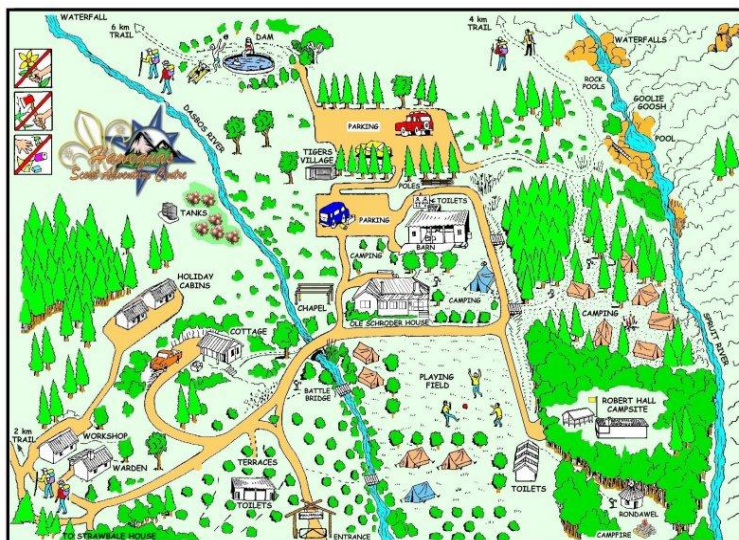 WATERFALL
6 km
TRAIL
DAM
4 km
TRAIL
WATERFALLS
ROCK
POOLS
GOOLIE
GOOSH
POOL
DASBOS RIVER
PARKING
Hawequas
Scout Adventure Centre
TIGERS
VILLAGE
POLES
TOILETS
TANKS
PARKING
BARN
CAMPING
HOLIDAY
CABINS
CHAPEL
CAMPING
OLE SCHRODER HOUSE
CAMPING
SPRUIT RIVER
COTTAGE
BATTLE
BRIDGE
PLAYING
FIELD
ROBERT HALL
CAMPSITE
2 km
TRAIL
WORKSHOP
WARDEN
TERRACES
TOILETS
TOILETS
RONDAWEL
CAMPFIRE
ENTRANCE
TO STRAWBALE HOUSE